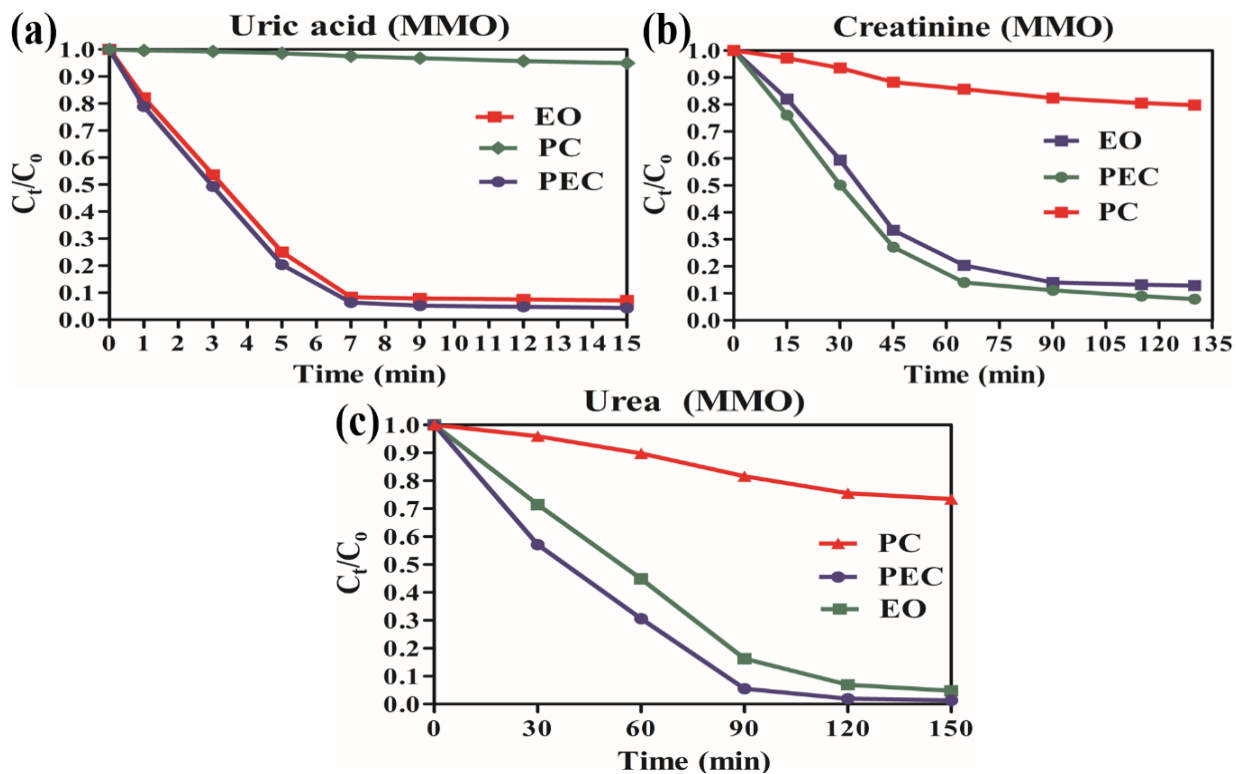 (a)
Uric acid (MMO)
1.0
0.9
0.8
0.7
0.6
0.5
0.4
0.3
0.2
0.1
0.0
Ct/Co
EO
PC
PEC
0 1 2 3 4 5 6 7 8 9 10 11 12 13 14 15
Time (min)
(b)
Creatinine (MMO)
1.0
0.9
0.8
0.7
0.6
0.5
0.4
0.3
0.2
0.1
0.0
Ct/Co
EO
PEC
PC
0 15 30 45 60 75 90 105 120 135
Time (min)
(c)
Urea (MMO)
1.0
0.9
0.8
0.7
0.6
0.5
0.4
0.3
0.2
0.1
0.0
Ct/Co
PC
PEC
EO
0 30 60 90 120 150
Time (min)